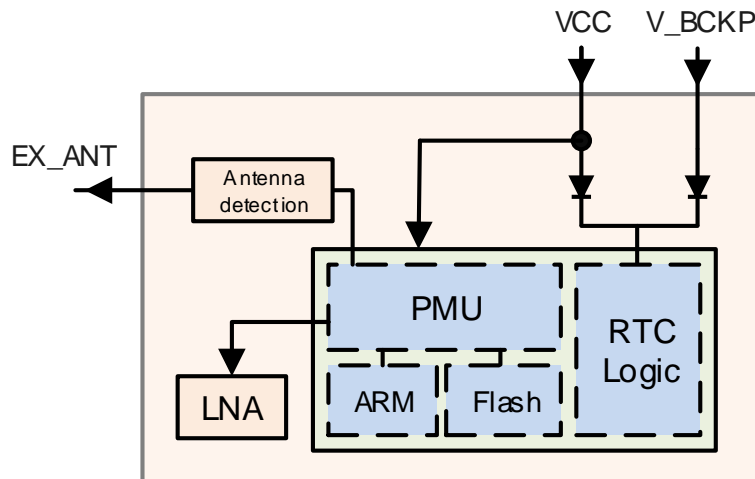 VCC V_BCKP
EX_ANT
Antenna
detection
PMU
RTC
Logic
LNA
ARM
Flash